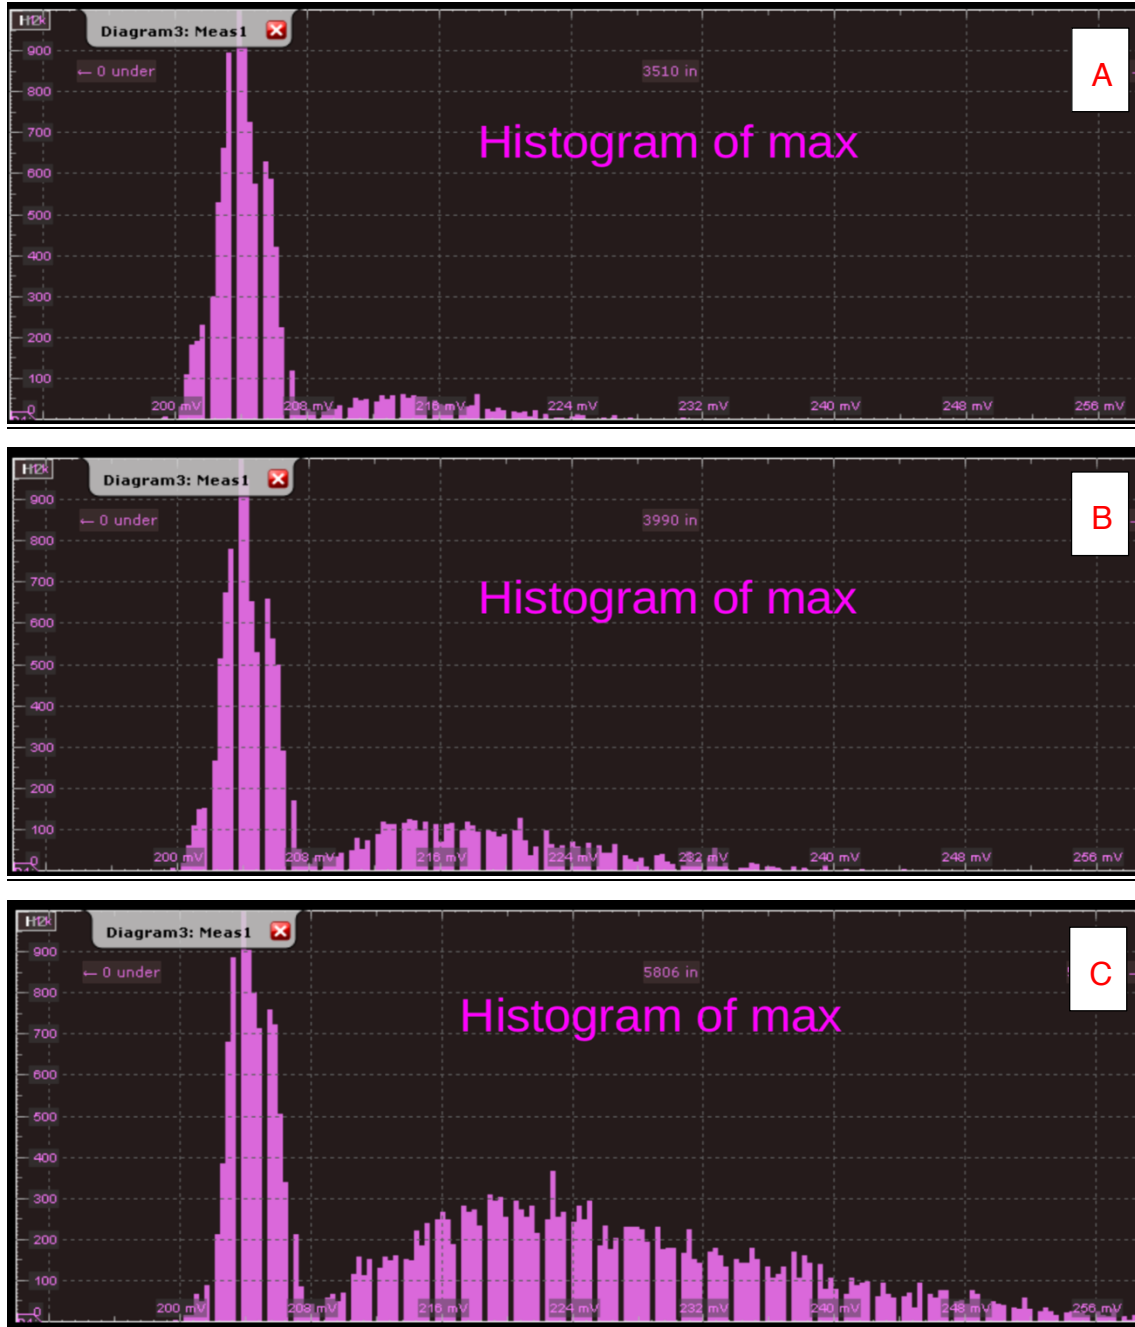 Diagram3: Meas1
900
← 0 under
3510 in
A
800
Histogram of max
700
600
500
400
300
200
100
0
200 mV
208 mV
216 mV
224 mV
232 mV
240 mV
248 mV
256 mV
Diagram3: Meas1
900
← 0 under
3990 in
B
800
700
Histogram of max
600
500
400
300
200
100
0
200 mV
208 mV
216 mV
224 mV
232 mV
240 mV
248 mV
256 mV
Diagram3: Meas1
900
← 0 under
5806 in
C
800
Histogram of max
700
600
500
400
300
200
100
0
200 mV
208 mV
216 mV
224 mV
232 mV
240 mV
248 mV
256 mV